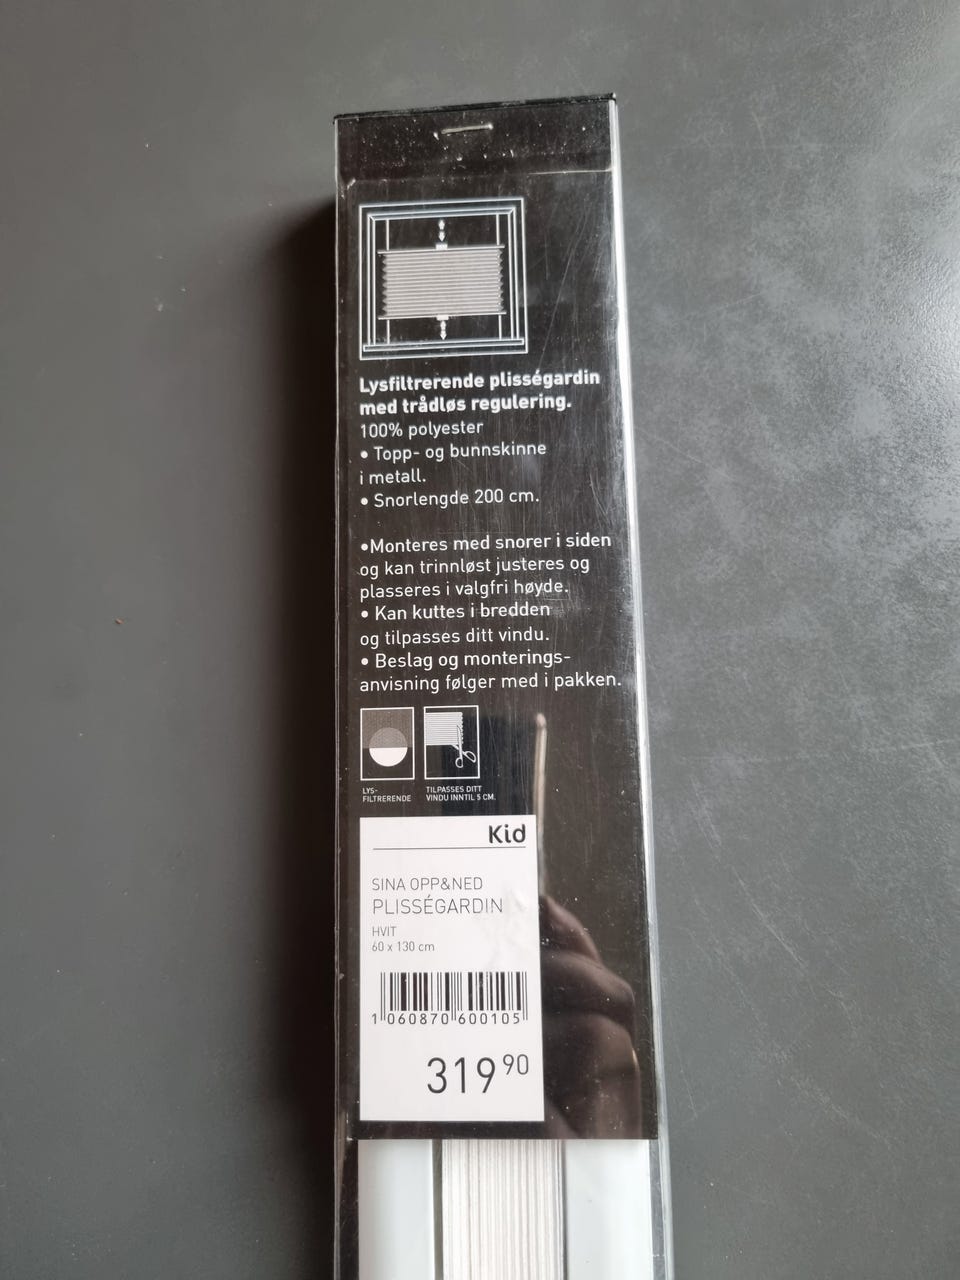 Lysfiltrerende plisségardin
med trådløs regulering.
100% polyester
• Topp- og bunnskinne
i metall.
• Snorlengde 200 cm.
•Monteres med snorer i siden
og kan trinnløst justeres og
plasseres i valgfri høyde.
• Kan kuttes i bredden
og tilpasses ditt vindu.
• Beslag og monterings-
anvisning følger med i pakken.
LYS-
FILTRERENDE
TILPASSES DITT
VINDU INNTIL 5 CM.
Kid
SINA OPP&NED
PLISSÉGARDIN
HVIT
60 x 130 cm
1 060870 600105
319 90